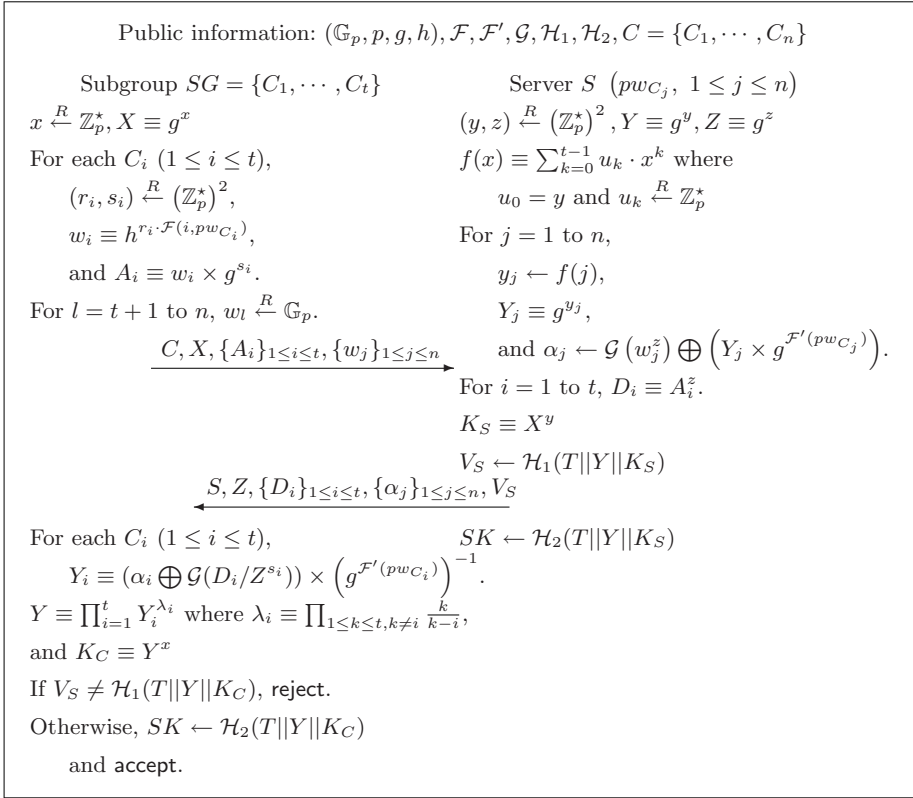 Public information: (𝔾_p, p, g, h), ℱ, ℱ′, 𝒢, ℋ_1, ℋ_2, C = {C_1, ⋯, C_n}
Subgroup SG = {C_1, ⋯, C_t}
x ←^R ℤ_p^⋆, X ≡ g^x
For each C_i (1 ≤ i ≤ t),
(r_i, s_i) ←^R (ℤ_p^⋆)^2,
w_i ≡ h^{r_i·ℱ(i,pw_{C_i})},
and A_i ≡ w_i × g^{s_i}.
For l = t + 1 to n, w_l ←^R 𝔾_p.
C, X, {A_i}_{1≤i≤t}, {w_j}_{1≤j≤n}
Server S (pw_{C_j}, 1 ≤ j ≤ n)
(y, z) ←^R (ℤ_p^⋆)^2, Y ≡ g^y, Z ≡ g^z
f(x) ≡ ∑_{k=0}^{t−1} u_k · x^k where
u_0 = y and u_k ←^R ℤ_p^⋆
For j = 1 to n,
y_j ← f(j),
Y_j ≡ g^{y_j},
and α_j ← 𝒢(w_j^z) ⨁ (Y_j × g^{ℱ′(pw_{C_j})}).
For i = 1 to t, D_i ≡ A_i^z.
K_S ≡ X^y
V_S ← ℋ_1(T||Y||K_S)
S, Z, {D_i}_{1≤i≤t}, {α_j}_{1≤j≤n}, V_S
SK ← ℋ_2(T||Y||K_S)
For each C_i (1 ≤ i ≤ t),
Y_i ≡ (α_i ⨁ 𝒢(D_i/Z^{s_i})) × (g^{ℱ′(pw_{C_i})})^{−1}.
Y ≡ ∏_{i=1}^{t} Y_i^{λ_i} where λ_i ≡ ∏_{1≤k≤t,k≠i} \frac{k}{k−i},
and K_C ≡ Y^x
If V_S ≠ ℋ_1(T||Y||K_C), reject.
Otherwise, SK ← ℋ_2(T||Y||K_C)
and accept.